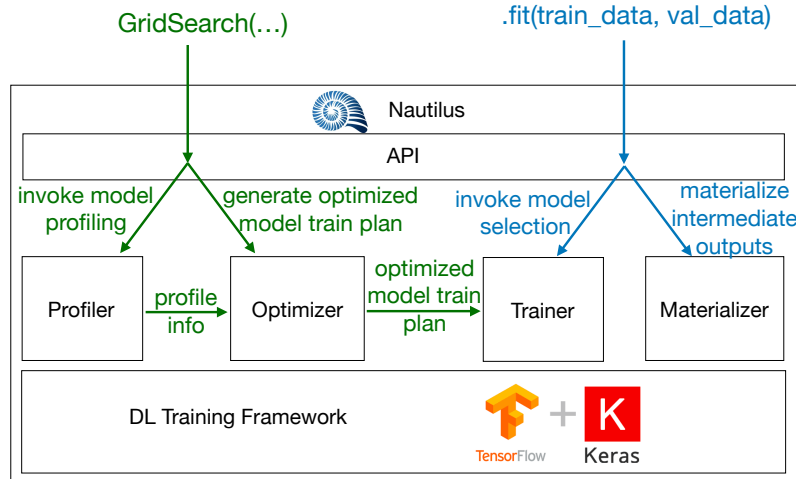 GridSearch(…)
.fit(train_data, val_data)
Nautilus
API
invoke model
profiling
generate optimized
model train plan
invoke model
selection
materialize
intermediate
outputs
Profiler
profile
info
Optimizer
optimized
model train
plan
Trainer
Materializer
DL Training Framework
TensorFlow
+
K
Keras